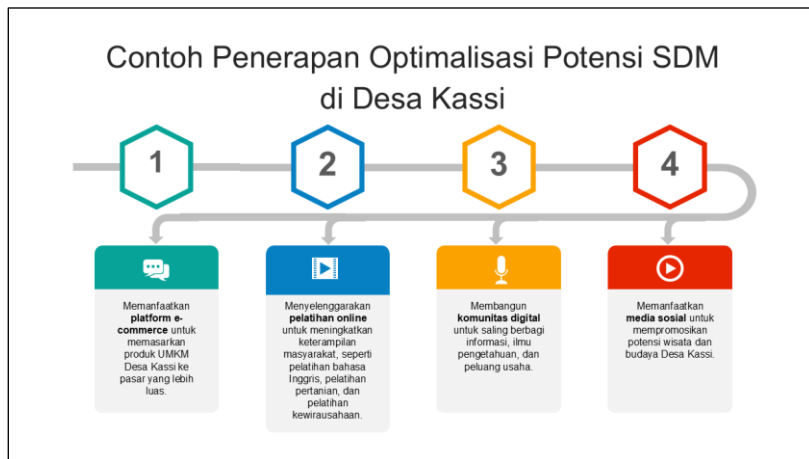 Contoh Penerapan Optimalisasi Potensi SDM
di Desa Kassi
1
2
3
4
Memanfaatkan
platform e-
commerce untuk
memasarkan
produk UMKM
Desa Kassi ke
pasar yang lebih
luas.
Menyelenggarakan
pelatihan online
untuk meningkatkan
keterampilan
masyarakat, seperti
pelatihan bahasa
Inggris, pelatihan
pertanian, dan
pelatihan
kewirausahaan.
Membangun
komunitas digital
untuk saling berbagi
informasi, ilmu
pengetahuan, dan
peluang usaha.
Memanfaatkan
media sosial untuk
mempromosikan
potensi wisata dan
budaya Desa Kassi.